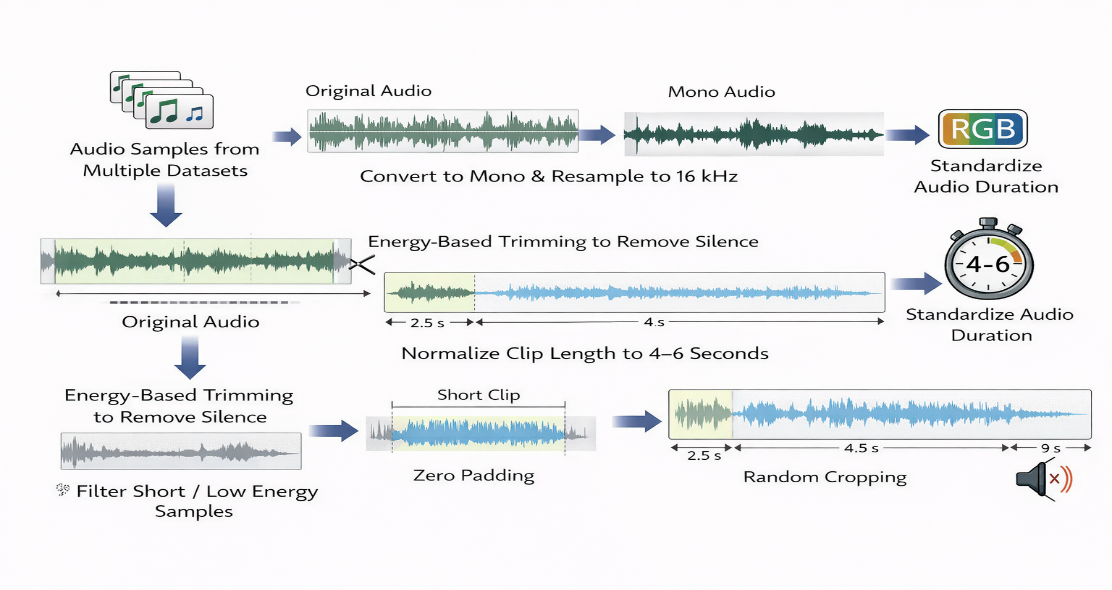 Original Audio
Mono Audio
RGB
Audio Samples from
Multiple Datasets
Convert to Mono & Resample to 16 kHz
Standardize
Audio Duration
Energy-Based Trimming to Remove Silence
4-6
2.5 s
4.s
Original Audio
Standardize Audio
Duration
Normalize Clip Length to 4–6 Seconds
Energy-Based Trimming
to Remove Silence
Short Clip
2.5 s
4.5 s
9 s
Zero Padding
Random Cropping
Filter Short / Low Energy
Samples